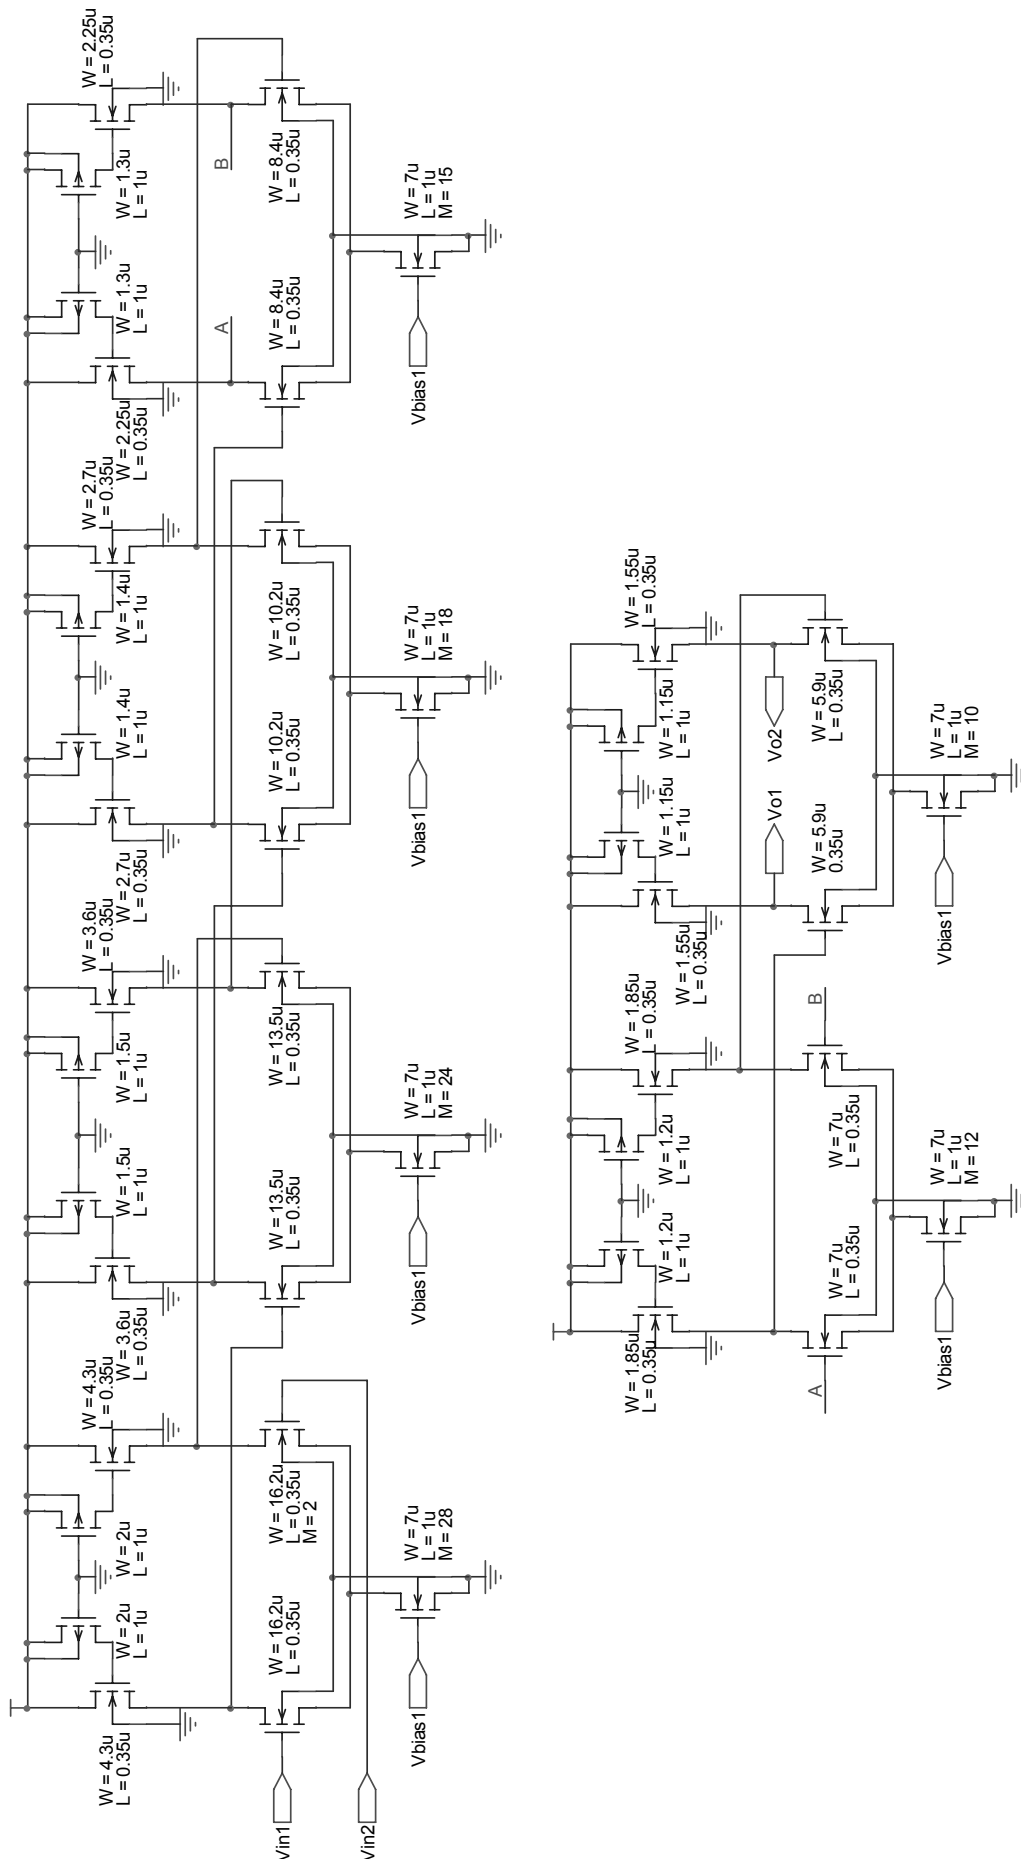 W = 4.3u
L = 0.35u
W = 2u
L = 1u
W = 2u
L = 1u
W = 4.3u
L = 0.35u
W = 16.2u
L = 0.35u
W = 16.2u
L = 0.35u
M = 2
Vin1
Vin2
Vbias1
W = 7u
L = 1u
M = 28
W = 3.6u
L = 0.35u
W = 1.5u
L = 1u
W = 1.5u
L = 1u
W = 3.6u
L = 0.35u
W = 13.5u
L = 0.35u
W = 13.5u
L = 0.35u
Vbias1
W = 7u
L = 1u
M = 24
W = 2.7u
L = 0.35u
W = 1.4u
L = 1u
W = 1.4u
L = 1u
W = 2.7u
L = 0.35u
W = 10.2u
L = 0.35u
W = 10.2u
L = 0.35u
Vbias1
W = 7u
L = 1u
M = 18
W = 2.25u
L = 0.35u
W = 1.3u
L = 1u
W = 1.3u
L = 1u
W = 2.25u
L = 0.35u
A
B
W = 8.4u
L = 0.35u
W = 8.4u
L = 0.35u
Vbias1
W = 7u
L = 1u
M = 15
W = 1.85u
L = 0.35u
W = 1.2u
L = 1u
W = 1.2u
L = 1u
W = 1.85u
L = 0.35u
A
W = 7u
L = 0.35u
W = 7u
L = 0.35u
B
Vbias1
W = 7u
L = 1u
M = 12
W = 1.55u
L = 0.35u
W = 1.15u
L = 1u
W = 1.15u
L = 1u
W = 1.55u
L = 0.35u
Vo1
Vo2
W = 5.9u
0.35u
W = 5.9u
L = 0.35u
Vbias1
W = 7u
L = 1u
M = 10